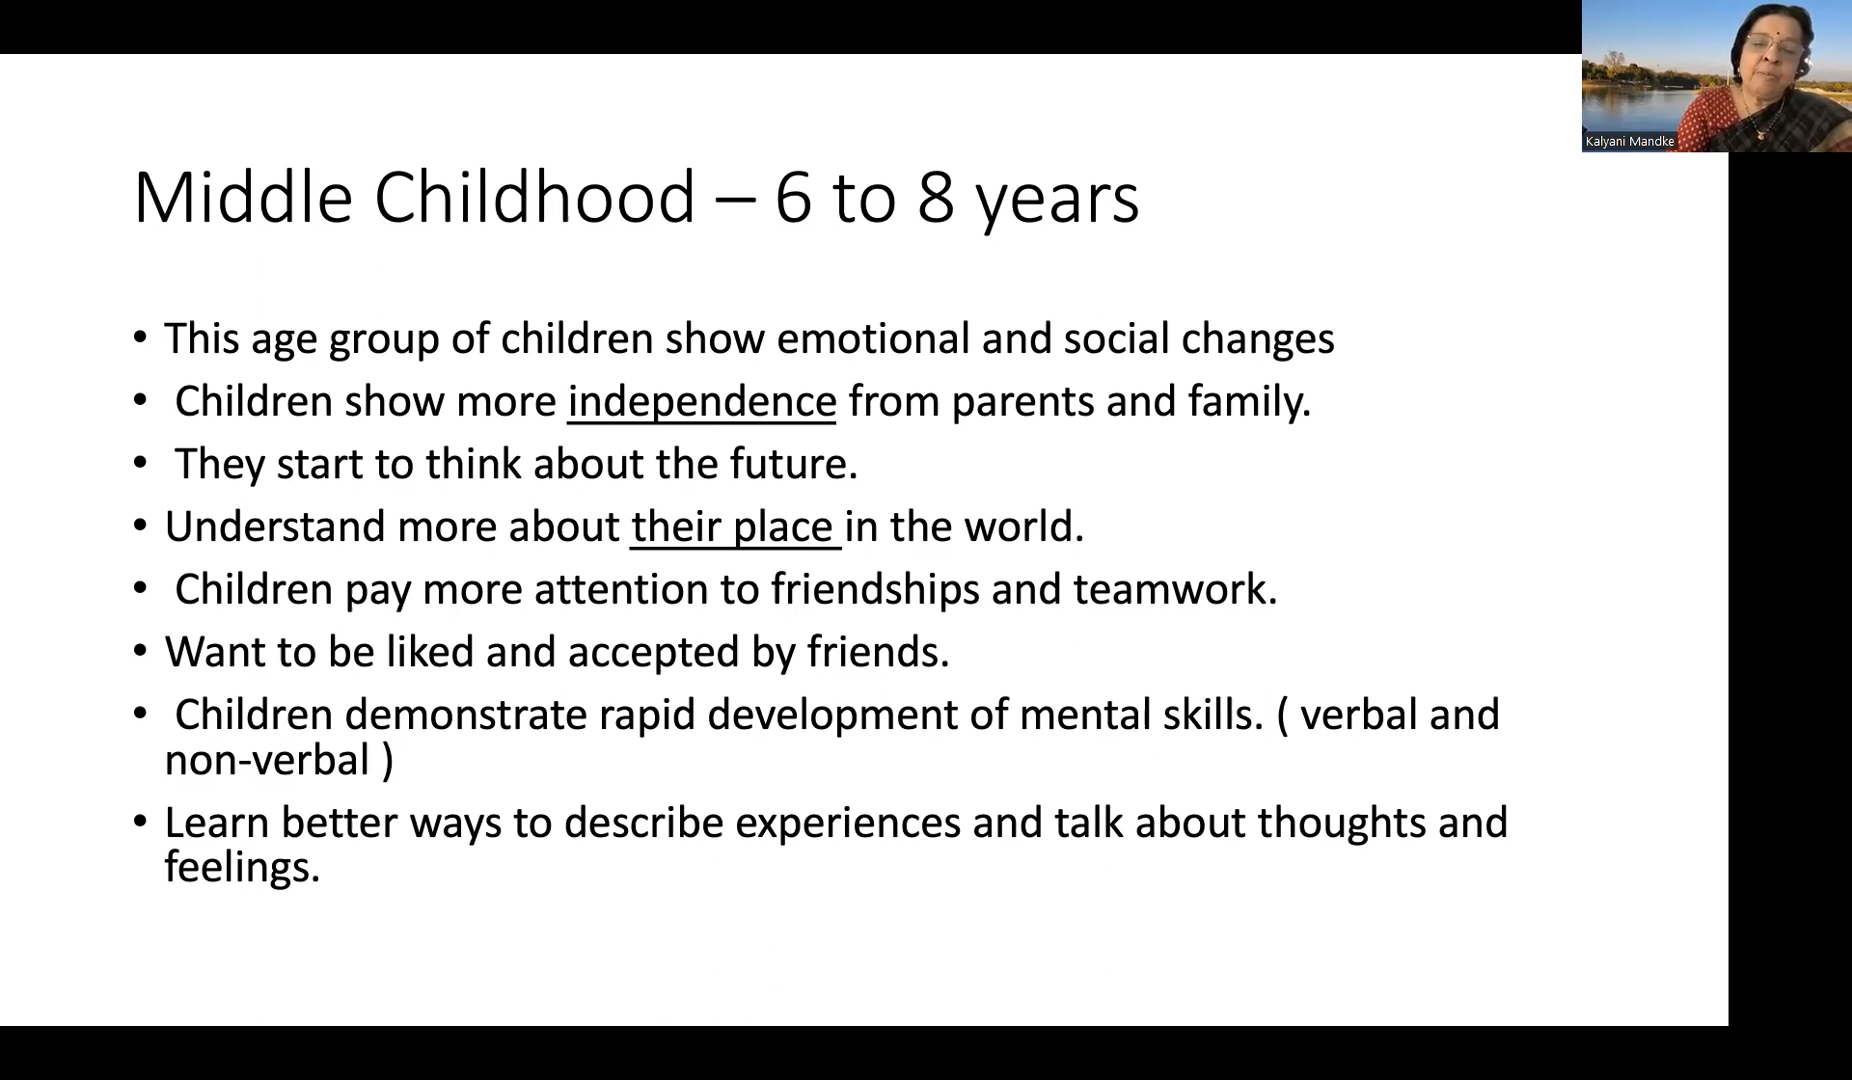 Kalyani Mandke
Middle Childhood – 6 to 8 years
• This age group of children show emotional and social changes
• Children show more independence from parents and family.
• They start to think about the future.
• Understand more about their place in the world.
• Children pay more attention to friendships and teamwork.
• Want to be liked and accepted by friends.
• Children demonstrate rapid development of mental skills. ( verbal and
non-verbal )
• Learn better ways to describe experiences and talk about thoughts and
feelings.